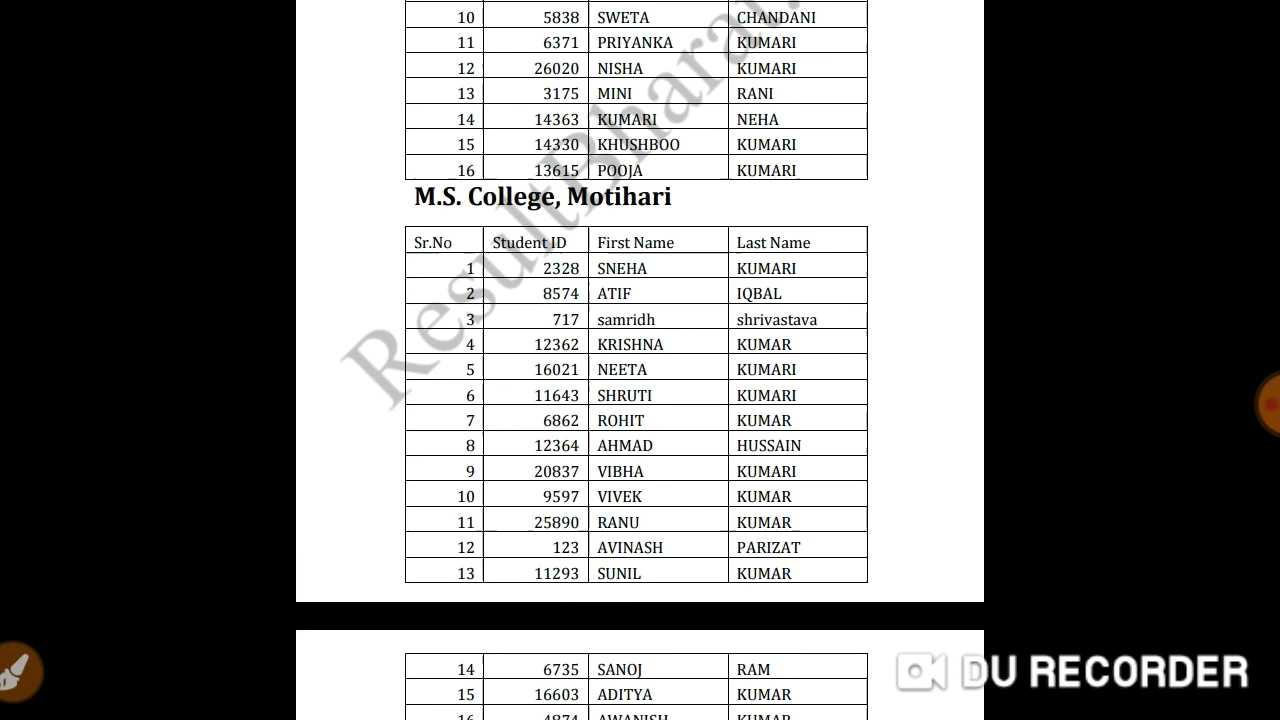 10 5838 SWETA CHANDANI
11 6371 PRIYANKA KUMARI
12 26020 NISHA KUMARI
13 3175 MINI RANI
14 14363 KUMARI NEHA
15 14330 KHUSHBOO KUMARI
16 13615 POOJA KUMARI
M.S. College, Motihari
Sr.No Student ID First Name Last Name
1 2328 SNEHA KUMARI
2 8574 ATIF IQBAL
3 717 samridh shrivastava
4 12362 KRISHNA KUMAR
5 16021 NEETA KUMARI
6 11643 SHRUTI KUMARI
7 6862 ROHIT KUMAR
8 12364 AHMAD HUSSAIN
9 20837 VIBHA KUMARI
10 9597 VIVEK KUMAR
11 25890 RANU KUMAR
12 123 AVINASH PARIZAT
13 11293 SUNIL KUMAR
14 6735 SANOJ RAM
15 16603 ADITYA KUMAR
16 4874 AWANISH KUMAR
ResultBharat.
DU RECORDER